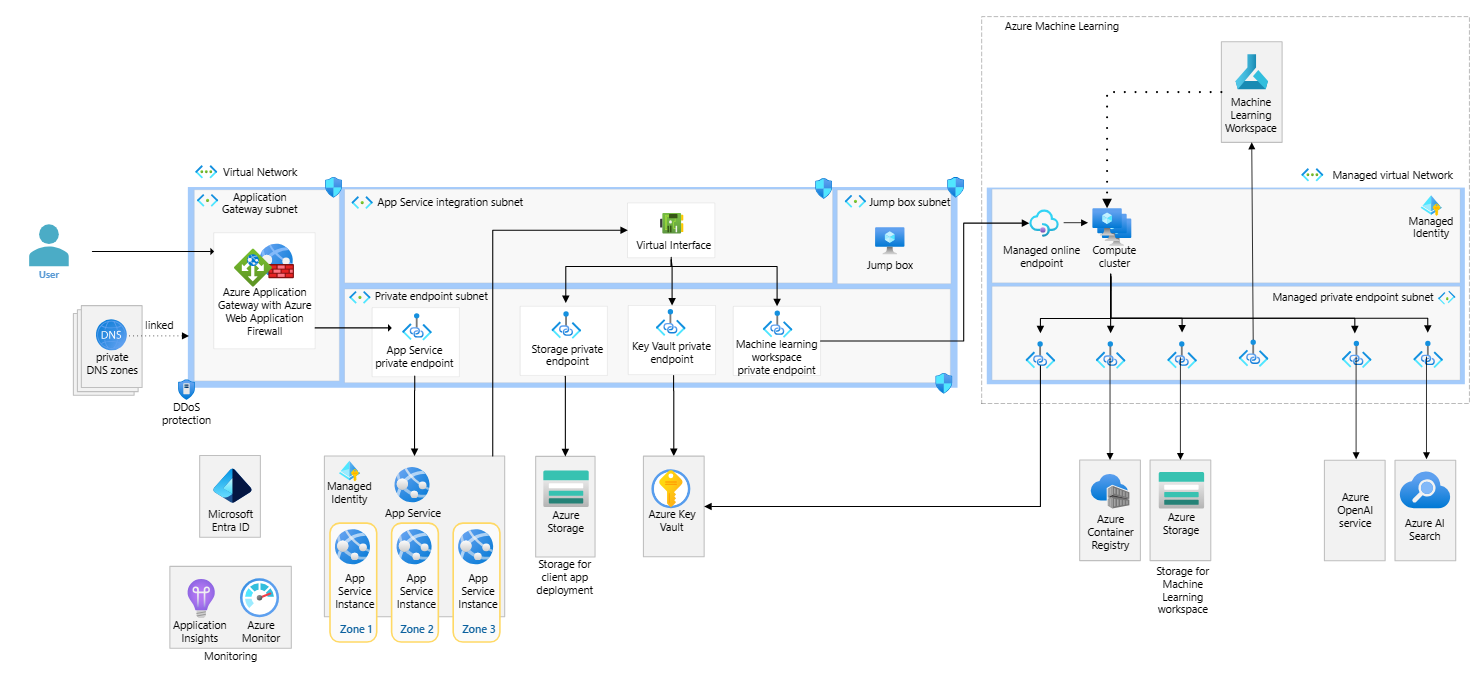 Azure Machine Learning
Machine
Learning
Workspace
Virtual Network
Managed virtual Network
Application
Gateway subnet
App Service integration subnet
Jump box subnet
Managed
Identity
Virtual Interface
Jump box
Managed online
endpoint
Compute
cluster
User
Azure Application
Gateway with Azure
Web Application
Firewall
Private endpoint subnet
Managed private endpoint subnet
DNS
private
DNS zones
linked
App Service
private endpoint
Storage private
endpoint
Key Vault private
endpoint
Machine learning
workspace
private endpoint
DDoS
protection
Microsoft
Entra ID
Managed
Identity
App Service
App
Service
Instance
Zone 1
App
Service
Instance
Zone 2
App
Service
Instance
Zone 3
Azure
Storage
Storage for
client app
deployment
Azure Key
Vault
Azure
Container
Registry
Azure
Storage
Storage for
Machine
Learning
workspace
Azure
OpenAI
service
Azure AI
Search
Application
Insights
Azure
Monitor
Monitoring